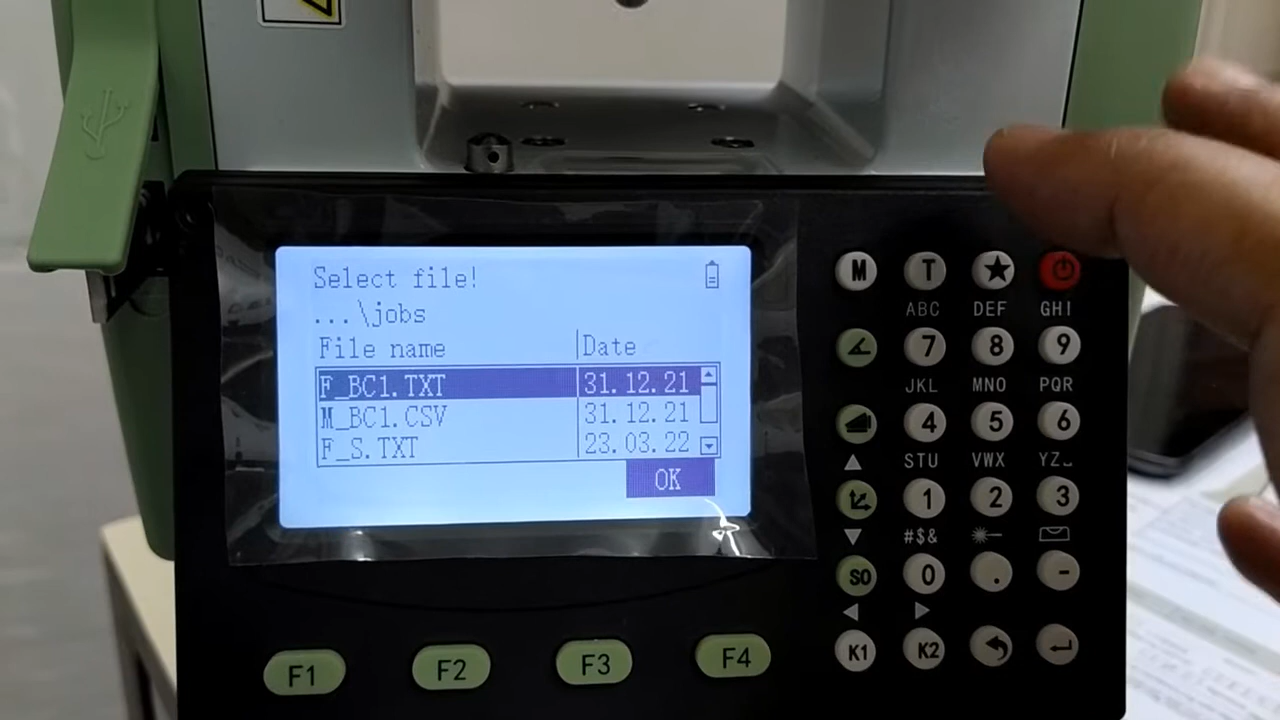 Select file!
...\jobs
File name Date
F_BC1.TXT 31.12.21
M_BC1.CSV 31.12.21
F_S.TXT 23.03.22
OK
M T ★
ABC DEF GHI
7 8 9
JKL MNO PQR
4 5 6
STU VWX YZ
1 2 3
#$&
S0 0 . -
K1 K2
F1 F2 F3 F4